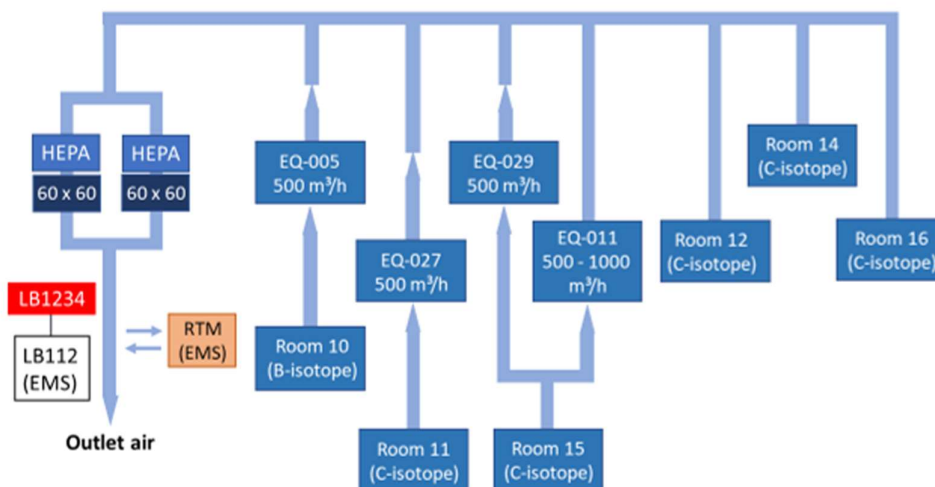 HEPA
60 x 60
HEPA
60 x 60
LB1234
LB112
(EMS)
RTM
(EMS)
Outlet air
EQ-005
500 m³/h
Room 10
(B-isotope)
EQ-027
500 m³/h
Room 11
(C-isotope)
EQ-029
500 m³/h
EQ-011
500 - 1000
m³/h
Room 15
(C-isotope)
Room 12
(C-isotope)
Room 14
(C-isotope)
Room 16
(C-isotope)